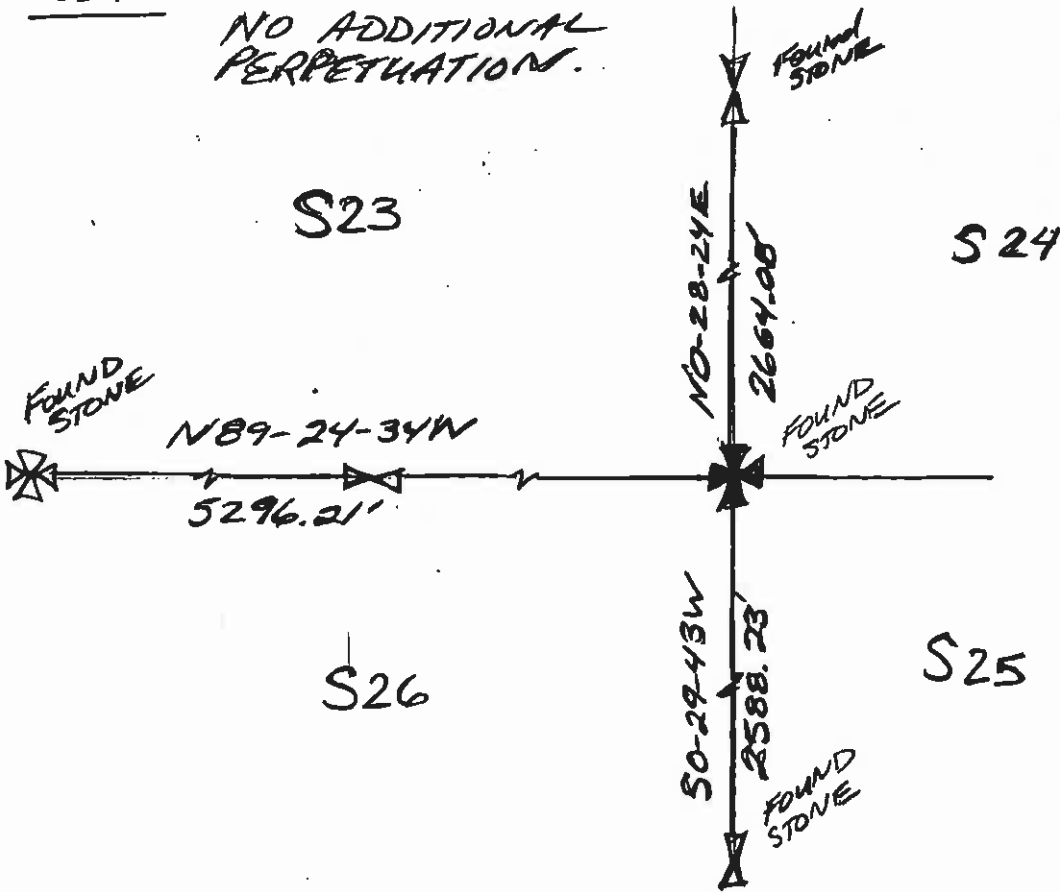 NO ADDITIONAL
PERPETUATION.
FOUND
STONE
S23
S 24
N0-28-24E
2664.08'
FOUND
STONE
N89-24-34W
5296.21'
FOUND
STONE
S0-29-43W
2588.23'
S26
S25
FOUND
STONE